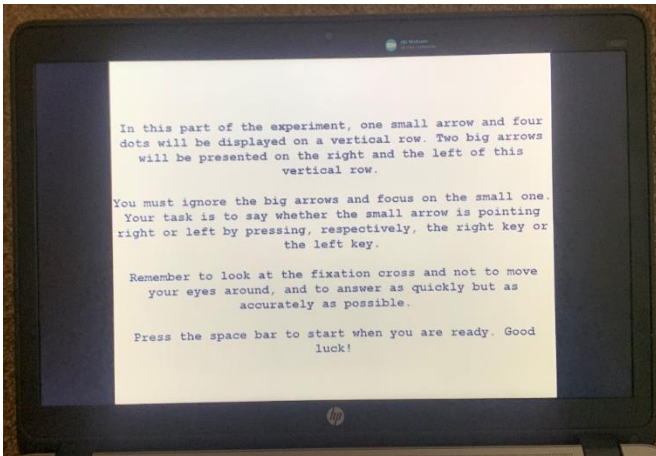 In this part of the experiment, one small arrow and four
dots will be displayed on a vertical row. Two big arrows
will be presented on the right and the left of this
vertical row.
You must ignore the big arrows and focus on the small one.
Your task is to say whether the small arrow is pointing
right or left by pressing, respectively, the right key or
the left key.
Remember to look at the fixation cross and not to move
your eyes around, and to answer as quickly but as
accurately as possible.
Press the space bar to start when you are ready. Good
luck!
hp